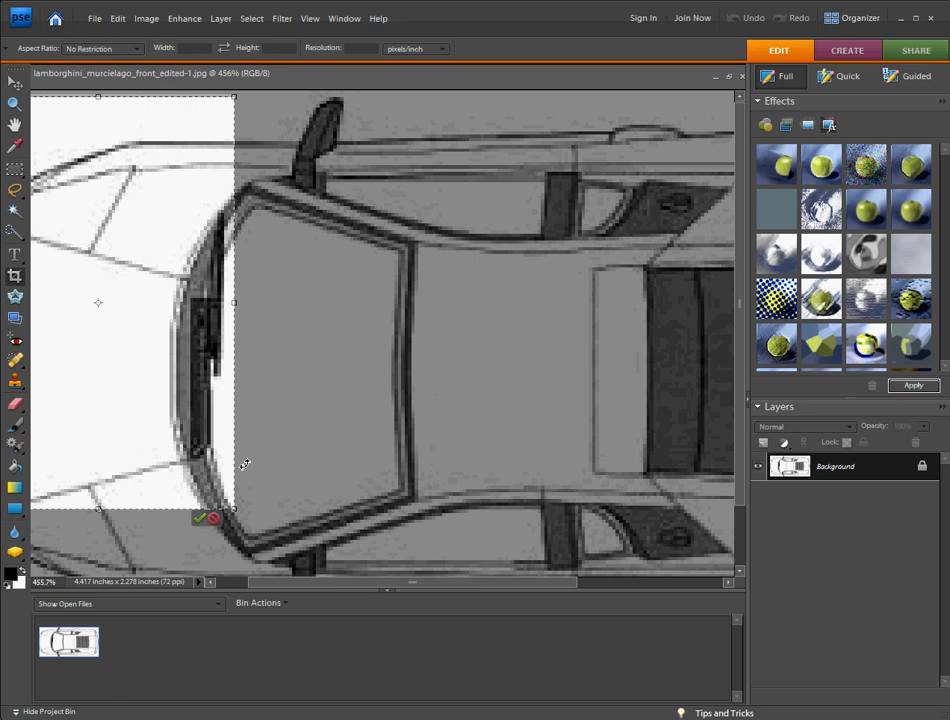 pse File Edit Image Enhance Layer Select Filter View Window Help Sign In Join Now Undo Redo Organizer
Aspect Ratio: No Restriction Width: Height: Resolution: pixels/inch EDIT CREATE SHARE
lamborghini_murcielago_front_edited-1.jpg @ 456% (RGB/8)
Full Quick Guided
Effects
Apply
Layers
Normal Opacity: 100%
Lock:
Background
455.7% 4.417 inches x 2.278 inches (72 ppi)
Show Open Files Bin Actions
Hide Project Bin Tips and Tricks